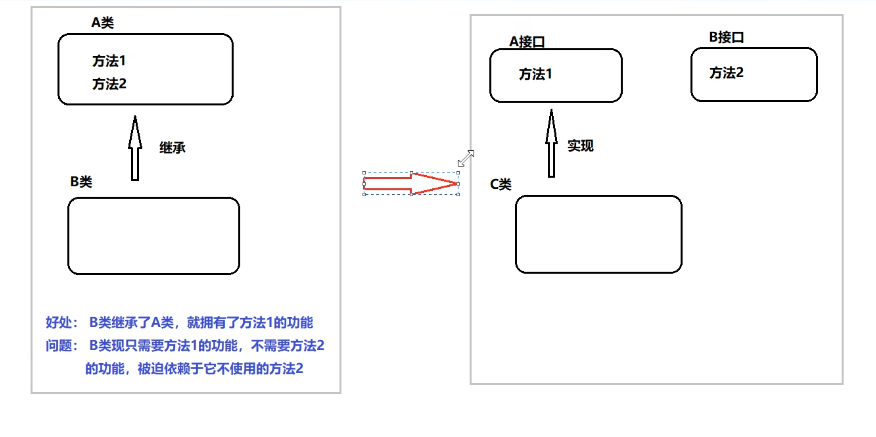 A类
方法1
方法2
继承
B类
好处： B类继承了A类，就拥有了方法1的功能
问题： B类现只需要方法1的功能，不需要方法2
的功能，被迫依赖于它不使用的方法2
A接口
方法1
B接口
方法2
实现
C类